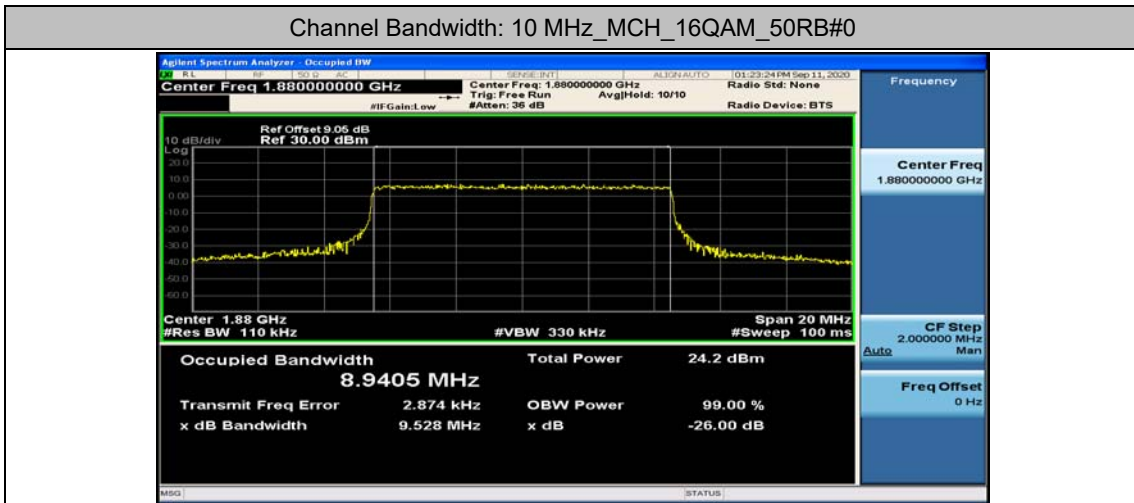 Channel Bandwidth: 10 MHz_MCH_16QAM_50RB#0
Agilent Spectrum Analyzer - Occupied BW
LXI RL RF 50 Ω AC SENSE:INT ALIGN AUTO 01:23:24 PM Sep 11, 2020
Center Freq 1.880000000 GHz
Center Freq: 1.880000000 GHz
Radio Std: None
Trig: Free Run Avg|Hold: 10/10
#IFGain:Low #Atten: 36 dB Radio Device: BTS
Ref Offset 9.05 dB
10 dB/div Ref 30.00 dBm
Log
20.0
10.0
0.00
-10.0
-20.0
-30.0
-40.0
-50.0
-60.0
Center 1.88 GHz Span 20 MHz
#Res BW 110 kHz #VBW 330 kHz #Sweep 100 ms
Occupied Bandwidth Total Power 24.2 dBm
8.9405 MHz
Transmit Freq Error 2.874 kHz OBW Power 99.00 %
x dB Bandwidth 9.528 MHz x dB -26.00 dB
MSG STATUS
Frequency
Center Freq
1.880000000 GHz
CF Step
2.000000 MHz
Auto Man
Freq Offset
0 Hz